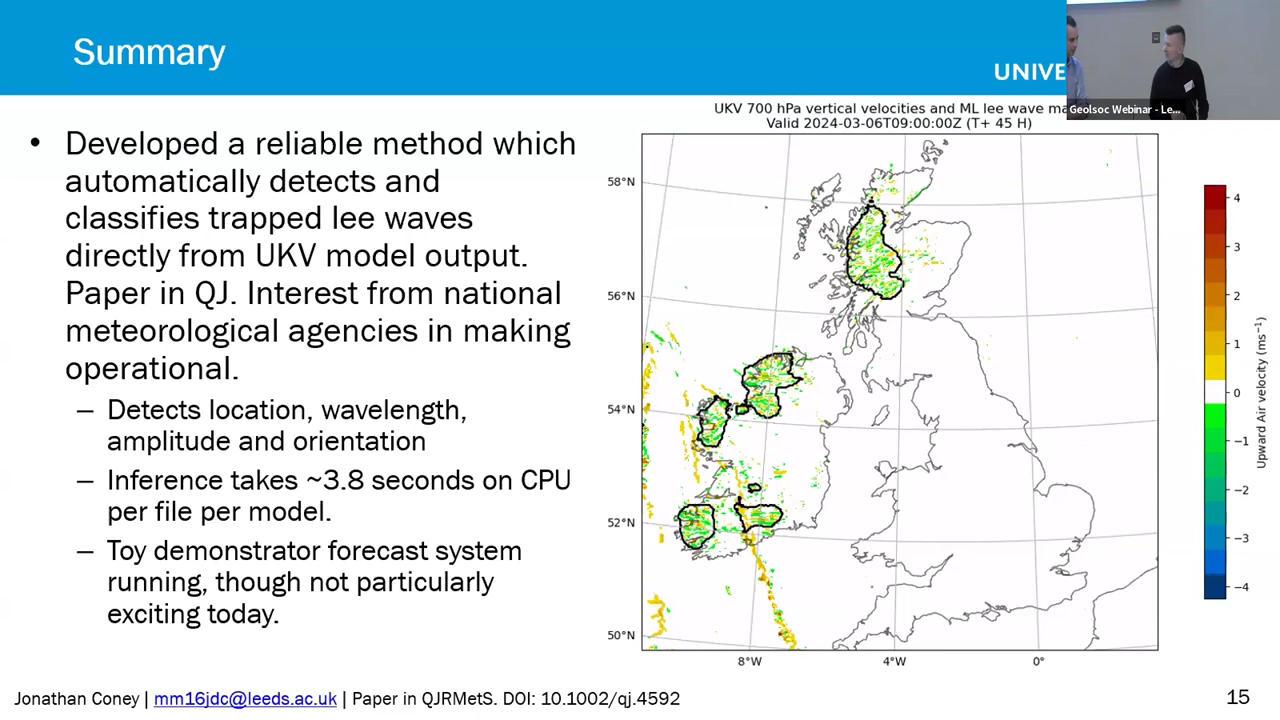 Summary
UNIVE
Geolsoc Webinar - Le...
• Developed a reliable method which
automatically detects and
classifies trapped lee waves
directly from UKV model output.
Paper in QJ. Interest from national
meteorological agencies in making
operational.
– Detects location, wavelength,
amplitude and orientation
– Inference takes ~3.8 seconds on CPU
per file per model.
– Toy demonstrator forecast system
running, though not particularly
exciting today.
UKV 700 hPa vertical velocities and ML lee wave ma
Valid 2024-03-06T09:00:00Z (T+ 45 H)
58°N
56°N
54°N
52°N
50°N
8°W
4°W
0°
4
3
2
1
0
−1
−2
−3
−4
Upward Air velocity (ms⁻¹)
Jonathan Coney | mm16jdc@leeds.ac.uk | Paper in QJRMetS. DOI: 10.1002/qj.4592
15